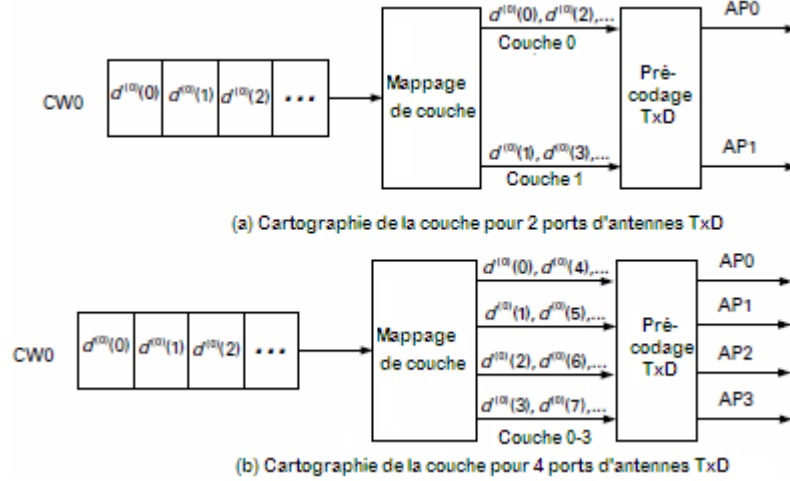 d⁽⁰⁾(0), d⁽⁰⁾(2),... AP0
Couche 0
CW0 d⁽⁰⁾(0) d⁽⁰⁾(1) d⁽⁰⁾(2) ... Mappage de couche Pré-codage TxD
d⁽⁰⁾(1), d⁽⁰⁾(3),... AP1
Couche 1
(a) Cartographie de la couche pour 2 ports d'antennes TxD
d⁽⁰⁾(0), d⁽⁰⁾(4),... AP0
d⁽⁰⁾(1), d⁽⁰⁾(5),... AP1
CW0 d⁽⁰⁾(0) d⁽⁰⁾(1) d⁽⁰⁾(2) ... Mappage de couche Pré-codage TxD
d⁽⁰⁾(2), d⁽⁰⁾(6),... AP2
d⁽⁰⁾(3), d⁽⁰⁾(7),... AP3
Couche 0-3
(b) Cartographie de la couche pour 4 ports d'antennes TxD